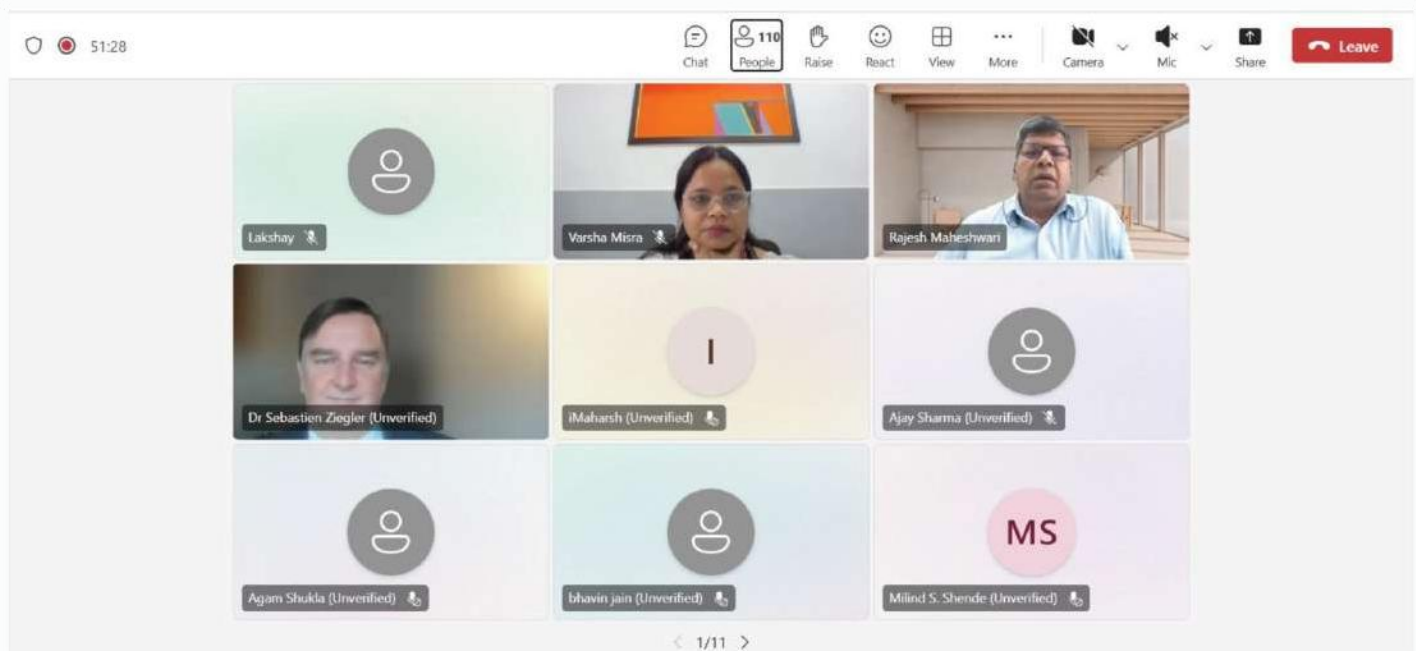 51:28
110
Chat People Raise React View More Camera Mic Share Leave
Lakshay Varsha Misra Rajesh Maheshwari
I
Dr Sebastien Ziegler (Unverified) iMaharsh (Unverified) Ajay Sharma (Unverified)
MS
Agam Shukla (Unverified) bhavin jain (Unverified) Milind S. Shende (Unverified)
1/11